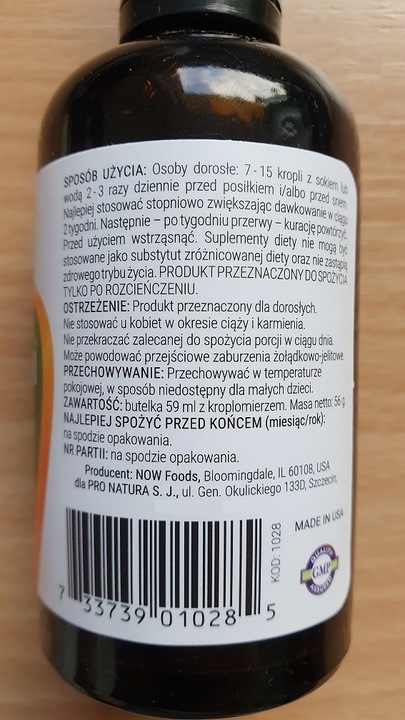 SPOSÓB UŻYCIA: Osoby dorosłe: 7-15 kropli z sokiem lub
wodą 2-3 razy dziennie przed posiłkiem i/albo przed snem.
Najlepiej stosować stopniowo zwiększając dawkowanie w ciągu
2 tygodni. Następnie – po tygodniu przerwy – kurację powtórzyć.
Przed użyciem wstrząsnąć. Suplementy diety nie mogą być
stosowane jako substytut zróżnicowanej diety oraz nie zastąpią
zdrowego trybu życia. PRODUKT PRZEZNACZONY DO SPOŻYCIA
TYLKO PO ROZCIEŃCZENIU.
OSTRZEŻENIE: Produkt przeznaczony dla dorosłych.
Nie stosować u kobiet w okresie ciąży i karmienia.
Nie przekraczać zalecanej do spożycia porcji w ciągu dnia.
Może powodować przejściowe zaburzenia żołądkowo-jelitowe.
PRZECHOWYWANIE: Przechowywać w temperaturze
pokojowej, w sposób niedostępny dla małych dzieci.
ZAWARTOŚĆ: butelka 59 ml z kroplomierzem. Masa netto: 56 g
NAJLEPIEJ SPOŻYĆ PRZED KOŃCEM (miesiąc/rok):
na spodzie opakowania.
NR PARTII: na spodzie opakowania.
Producent: NOW Foods, Bloomingdale, IL 60108, USA
dla PRO NATURA S. J., ul. Gen. Okulickiego 133D, Szczecin,
MADE IN USA
KOD: 1028
QUALITY
GMP
ASSURED
7 33739 01028 5